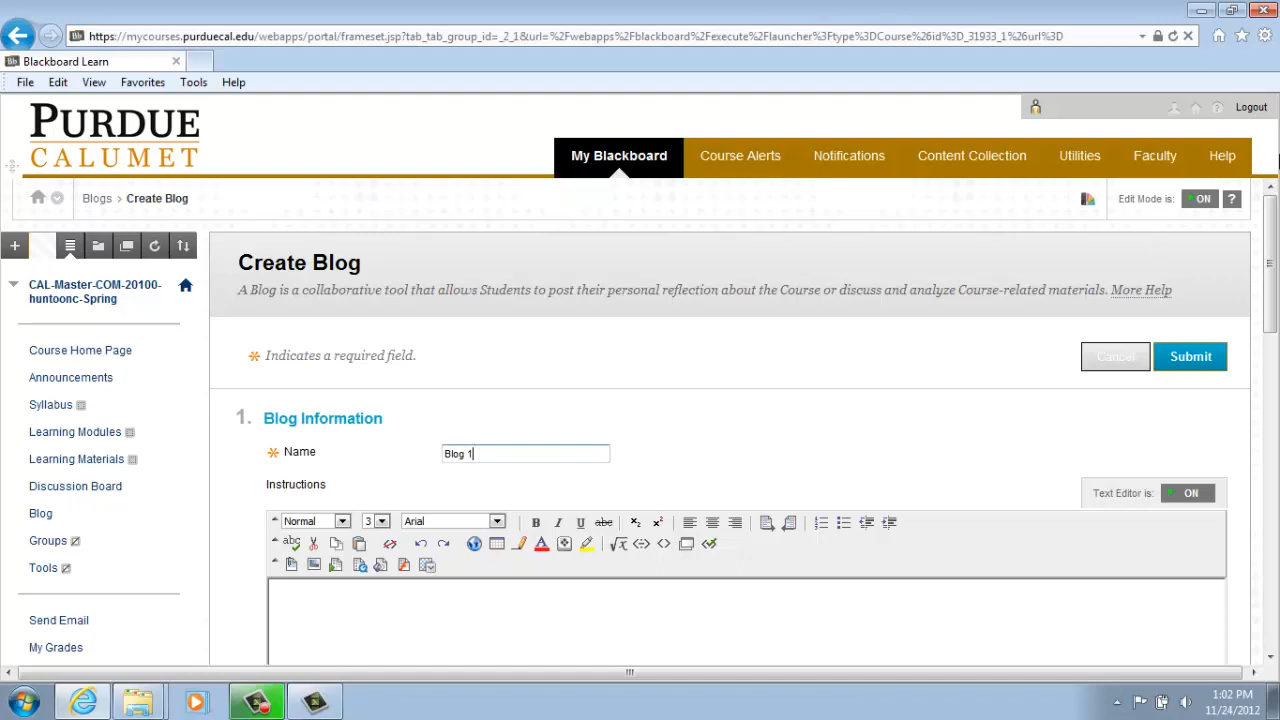 https://mycourses.purduecal.edu/webapps/portal/frameset.jsp?tab_tab_group_id=_2_1&url=%2Fwebapps%2Fblackboard%2Fexecute%2Flauncher%3Ftype%3DCourse%26id%3D_31933_1%26url%3D
Bb Blackboard Learn
File Edit View Favorites Tools Help
PURDUE
CALUMET
Logout
My Blackboard Course Alerts Notifications Content Collection Utilities Faculty Help
Blogs > Create Blog
Edit Mode is: ON ?
CAL-Master-COM-20100-
huntoonc-Spring
Course Home Page
Announcements
Syllabus
Learning Modules
Learning Materials
Discussion Board
Blog
Groups
Tools
Send Email
My Grades
Create Blog
A Blog is a collaborative tool that allows Students to post their personal reflection about the Course or discuss and analyze Course-related materials. More Help
Indicates a required field.
Cancel Submit
1. Blog Information
Name Blog 1
Instructions
Text Editor is: ON
Normal 3 Arial B I U abc x₂ x²
abc
1:02 PM
11/24/2012